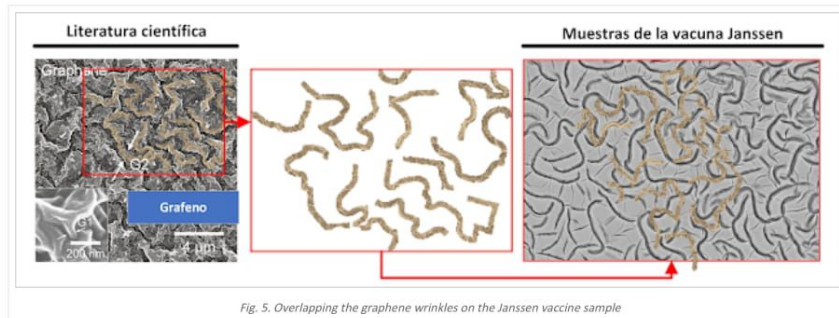 Literatura científica
Muestras de la vacuna Janssen
Graphene
G2
Grafeno
G1
200 nm
4 μm
Fig. 5. Overlapping the graphene wrinkles on the Janssen vaccine sample